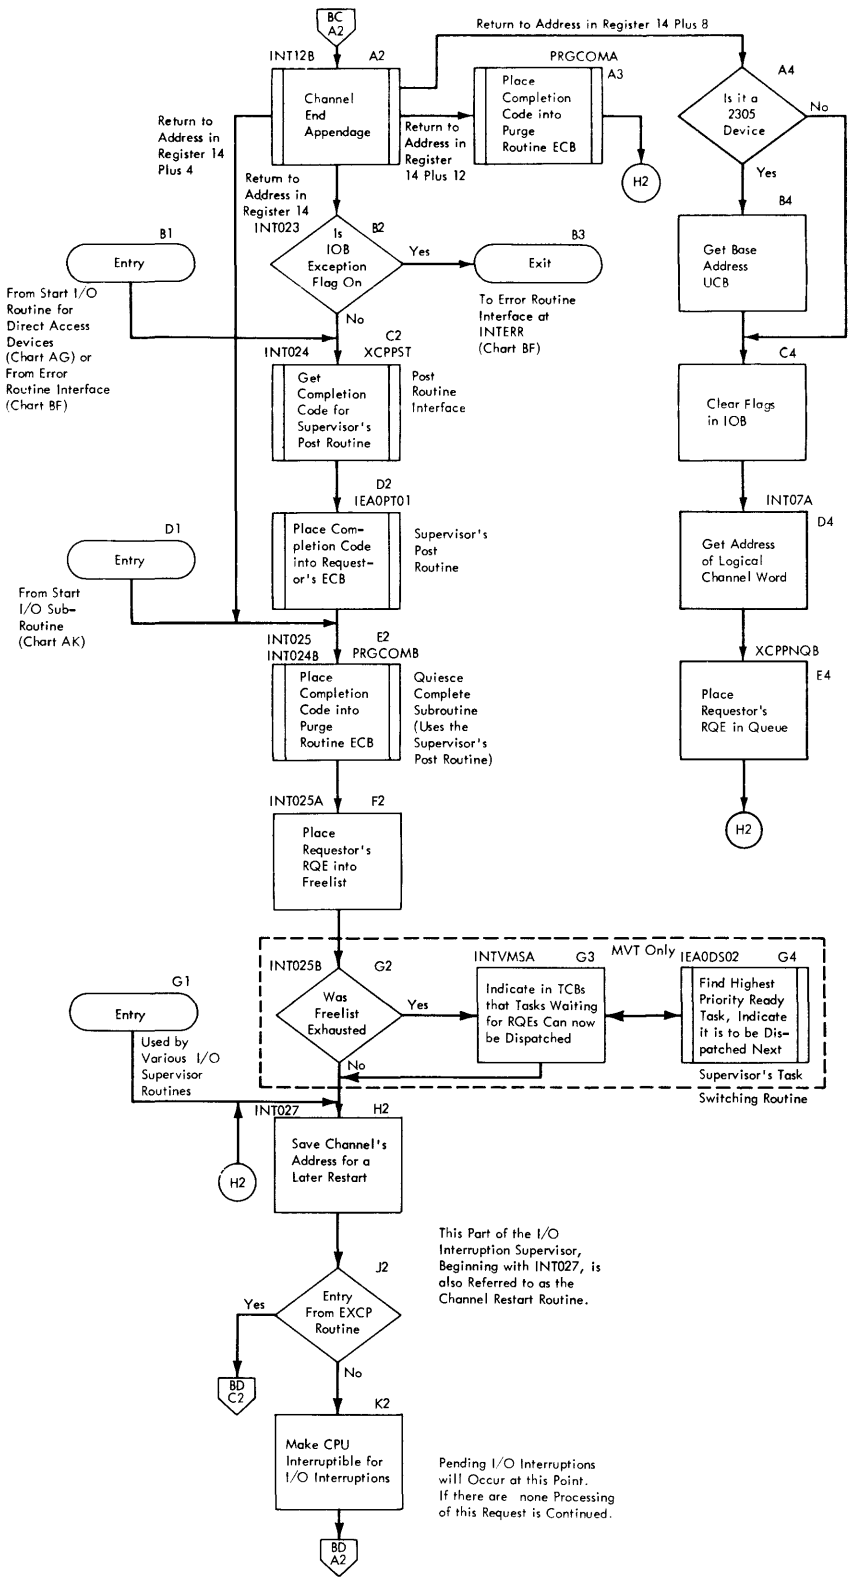 BC
A2
Return to Address in Register 14 Plus 8
INT12B
A2
Channel
End
Appendage
PRGCOMA
A3
Place
Completion
Code into
Purge
Routine ECB
A4
Is it a
2305
Device
No
Yes
Return to
Address in
Register 14
Plus 4
Return to
Address in
Register
14 Plus 12
H2
Return to
Address in
Register 14
INT023
B2
Is
IOB
Exception
Flag On
Yes
No
B3
Exit
To Error Routine
Interface at
INTERR
(Chart BF)
B4
Get Base
Address
UCB
B1
Entry
From Start I/O
Routine for
Direct Access
Devices
(Chart AG) or
From Error
Routine Interface
(Chart BF)
INT024
C2
XCPPST
Get
Completion
Code for
Supervisor's
Post Routine
Post
Routine
Interface
C4
Clear Flags
in IOB
D2
IEA0PT01
Place Com-
pletion Code
into Request-
or's ECB
Supervisor's
Post
Routine
INT07A
D4
Get Address
of Logical
Channel Word
D1
Entry
From Start
I/O Sub-
Routine
(Chart AK)
INT025
INT024B
E2
PRGCOMB
Place
Completion
Code into
Purge
Routine ECB
Quiesce
Complete
Subroutine
(Uses the
Supervisor's
Post Routine)
XCPPNQB
E4
Place
Requestor's
RQE in Queue
H2
INT025A
F2
Place
Requestor's
RQE into
Freelist
MVT Only
INT025B
G2
Was
Freelist
Exhausted
Yes
No
INTVMSA
G3
Indicate in TCBs
that Tasks Waiting
for RQEs Can now
be Dispatched
IEA0DS02
G4
Find Highest
Priority Ready
Task, Indicate
it is to be Dis-
patched Next
Supervisor's Task
Switching Routine
G1
Entry
Used by
Various I/O
Supervisor
Routines
H2
INT027
H2
Save Channel's
Address for a
Later Restart
This Part of the I/O
Interruption Supervisor,
Beginning with INT027, is
also Referred to as the
Channel Restart Routine.
J2
Entry
From EXCP
Routine
Yes
No
BD
C2
K2
Make CPU
Interruptible for
I/O Interruptions
Pending I/O Interruptions
will Occur at this Point.
If there are none Processing
of this Request is Continued.
BD
A2